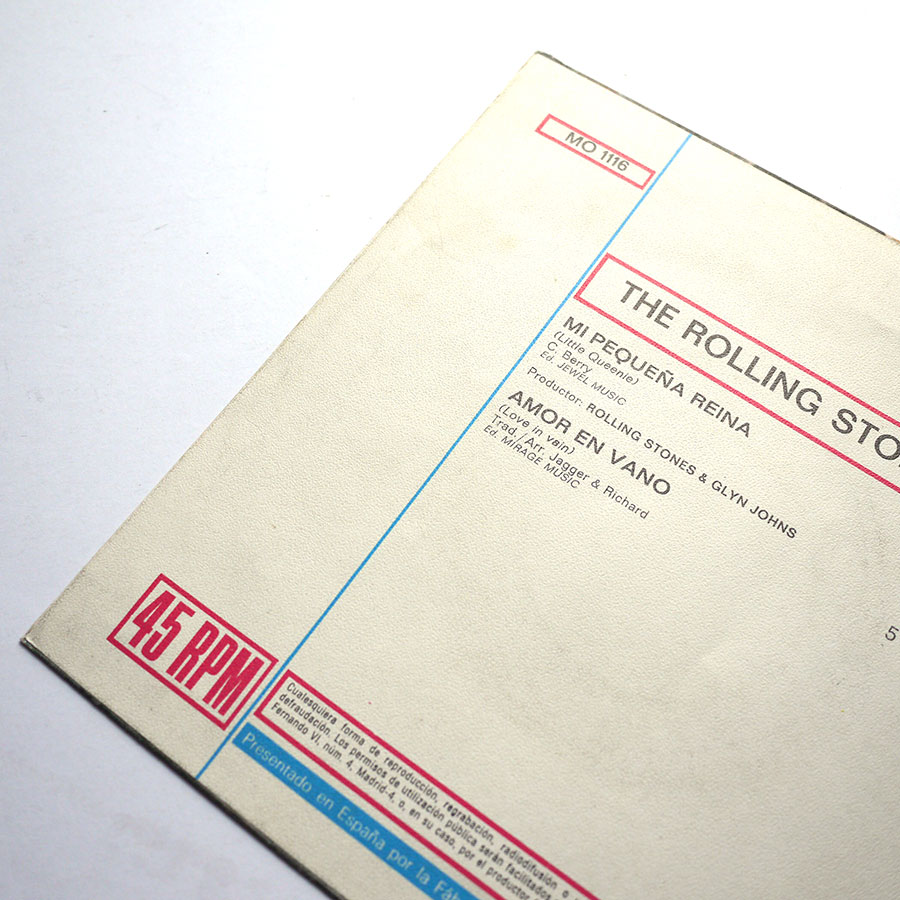 MO 1116
THE ROLLING
MI PEQUEÑA REINA
(Little Queenie)
C. Berry
Ed. JEWEL MUSIC
Productor: ROLLING STONES & GLYN JOHNS
AMOR EN VANO
(Love in vain)
Trad./Arr. Jagger & Richard
Ed. MIRAGE MUSIC
5
45 RPM
Cualesquiera forma de reproducción, regrabación, radiodifusión o
defraudación. Los permisos de utilización pública serán facilitados
Fernando VI, núm. 4, Madrid-4, o, en su caso, por el productor
Presentado en España por la